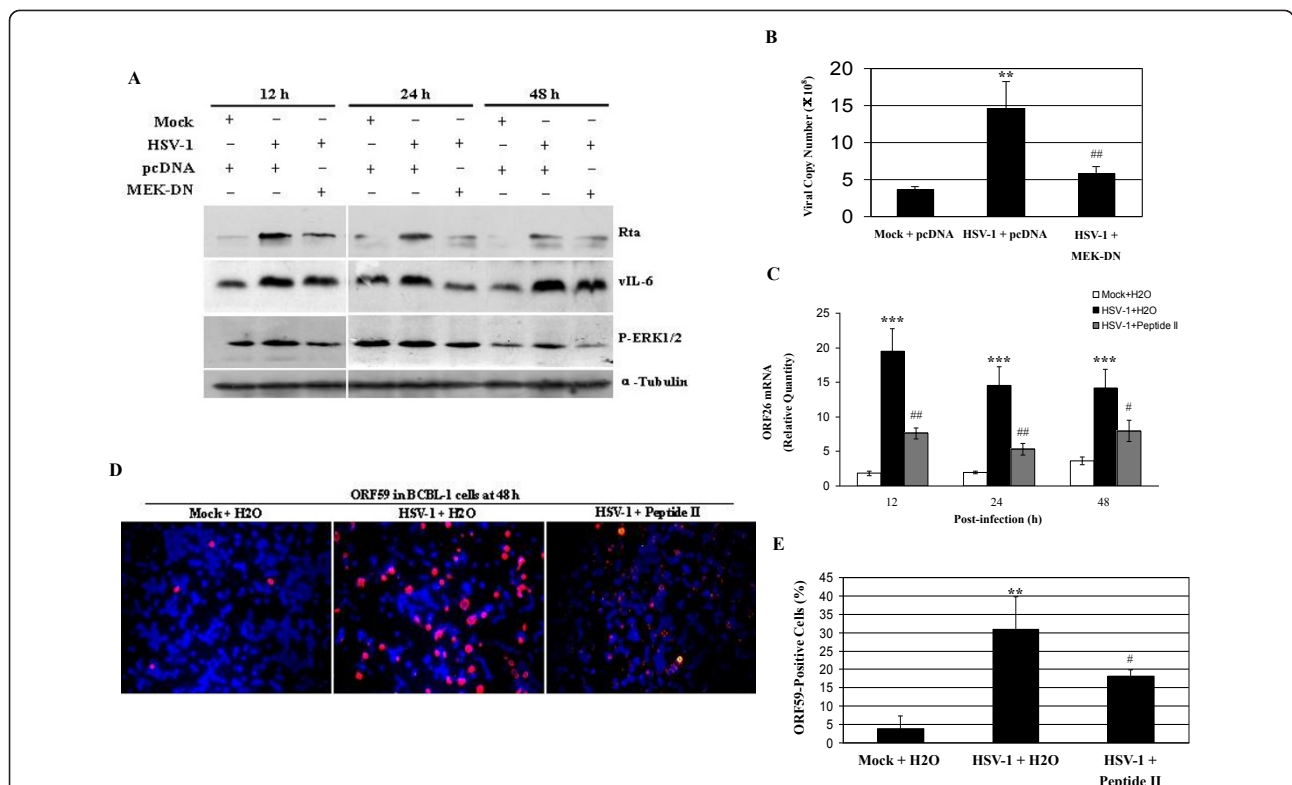 A
12 h 24 h 48 h
Mock + − − + − − + − −
HSV-1 − + + − + + − + +
pcDNA + + − + + − + + −
MEK-DN − − + − − + − − +
Rta
vIL-6
P-ERK1/2
α-Tubulin
B
Viral Copy Number (X10⁸)
20
15
10
5
0
**
##
Mock + pcDNA HSV-1 + pcDNA HSV-1 +
MEK-DN
C
Mock+H2O
HSV-1+H2O
HSV-1+Peptide II
ORF26 mRNA
(Relative Quantity)
25
20
15
10
5
0
*** *** ***
## ## #
12 24 48
Post-infection (h)
D
ORF59 in BCBL-1 cells at 48 h
Mock + H2O HSV-1 + H2O HSV-1 + Peptide II
E
ORF59-Positive Cells (%)
45
40
35
30
25
20
15
10
5
0
**
#
Mock + H2O HSV-1 + H2O HSV-1 +
Peptide II